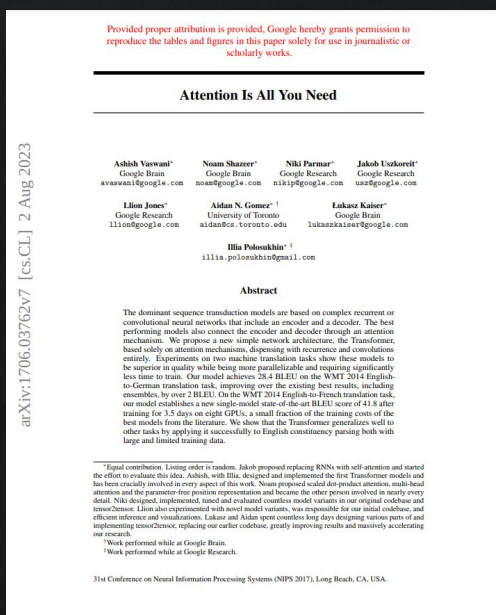 Provided proper attribution is provided, Google hereby grants permission to
reproduce the tables and figures in this paper solely for use in journalistic or
scholarly works.
Attention Is All You Need
Ashish Vaswani*
Google Brain
avaswani@google.com
Noam Shazeer*
Google Brain
noam@google.com
Niki Parmar*
Google Research
nikip@google.com
Jakob Uszkoreit*
Google Research
usz@google.com
Llion Jones*
Google Research
llion@google.com
Aidan N. Gomez* †
University of Toronto
aidan@cs.toronto.edu
Łukasz Kaiser*
Google Brain
lukaszkaiser@google.com
Illia Polosukhin* ‡
illia.polosukhin@gmail.com
Abstract
The dominant sequence transduction models are based on complex recurrent or
convolutional neural networks that include an encoder and a decoder. The best
performing models also connect the encoder and decoder through an attention
mechanism. We propose a new simple network architecture, the Transformer,
based solely on attention mechanisms, dispensing with recurrence and convolutions
entirely. Experiments on two machine translation tasks show these models to
be superior in quality while being more parallelizable and requiring significantly
less time to train. Our model achieves 28.4 BLEU on the WMT 2014 English-
to-German translation task, improving over the existing best results, including
ensembles, by over 2 BLEU. On the WMT 2014 English-to-French translation task,
our model establishes a new single-model state-of-the-art BLEU score of 41.8 after
training for 3.5 days on eight GPUs, a small fraction of the training costs of the
best models from the literature. We show that the Transformer generalizes well to
other tasks by applying it successfully to English constituency parsing both with
large and limited training data.
*Equal contribution. Listing order is random. Jakob proposed replacing RNNs with self-attention and started
the effort to evaluate this idea. Ashish, with Illia, designed and implemented the first Transformer models and
has been crucially involved in every aspect of this work. Noam proposed scaled dot-product attention, multi-head
attention and the parameter-free position representation and became the other person involved in nearly every
detail. Niki designed, implemented, tuned and evaluated countless model variants in our original codebase and
tensor2tensor. Llion also experimented with novel model variants, was responsible for our initial codebase, and
efficient inference and visualizations. Lukasz and Aidan spent countless long days designing various parts of and
implementing tensor2tensor, replacing our earlier codebase, greatly improving results and massively accelerating
our research.
†Work performed while at Google Brain.
‡Work performed while at Google Research.
31st Conference on Neural Information Processing Systems (NIPS 2017), Long Beach, CA, USA.
arXiv:1706.03762v7 [cs.CL] 2 Aug 2023